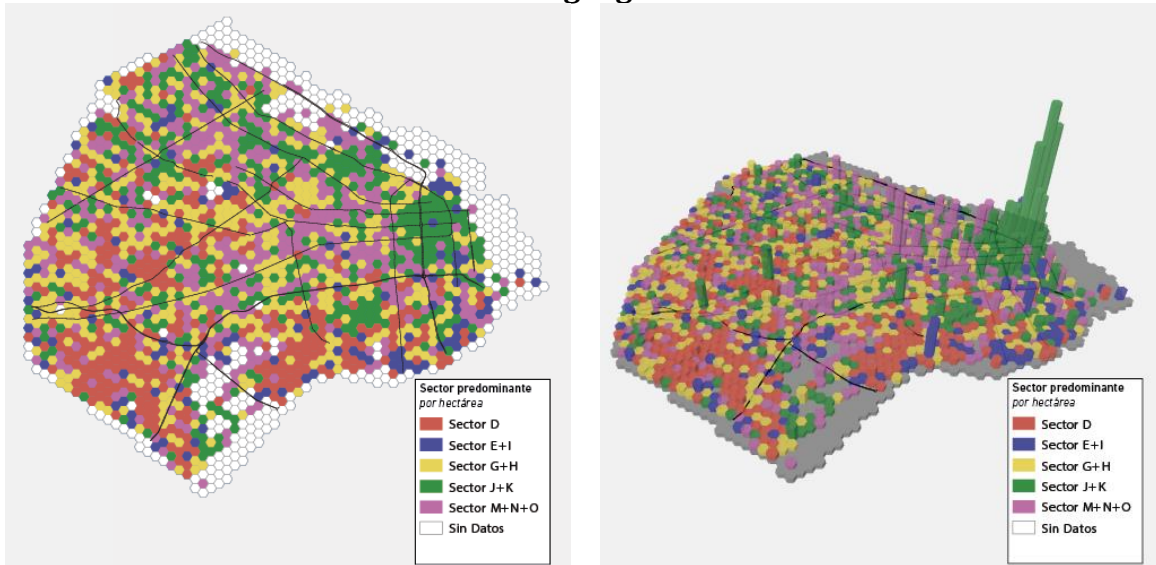 Sector predominante
por hectárea
Sector D
Sector E+I
Sector G+H
Sector J+K
Sector M+N+O
Sin Datos
Sector predominante
por hectárea
Sector D
Sector E+I
Sector G+H
Sector J+K
Sector M+N+O
Sin Datos